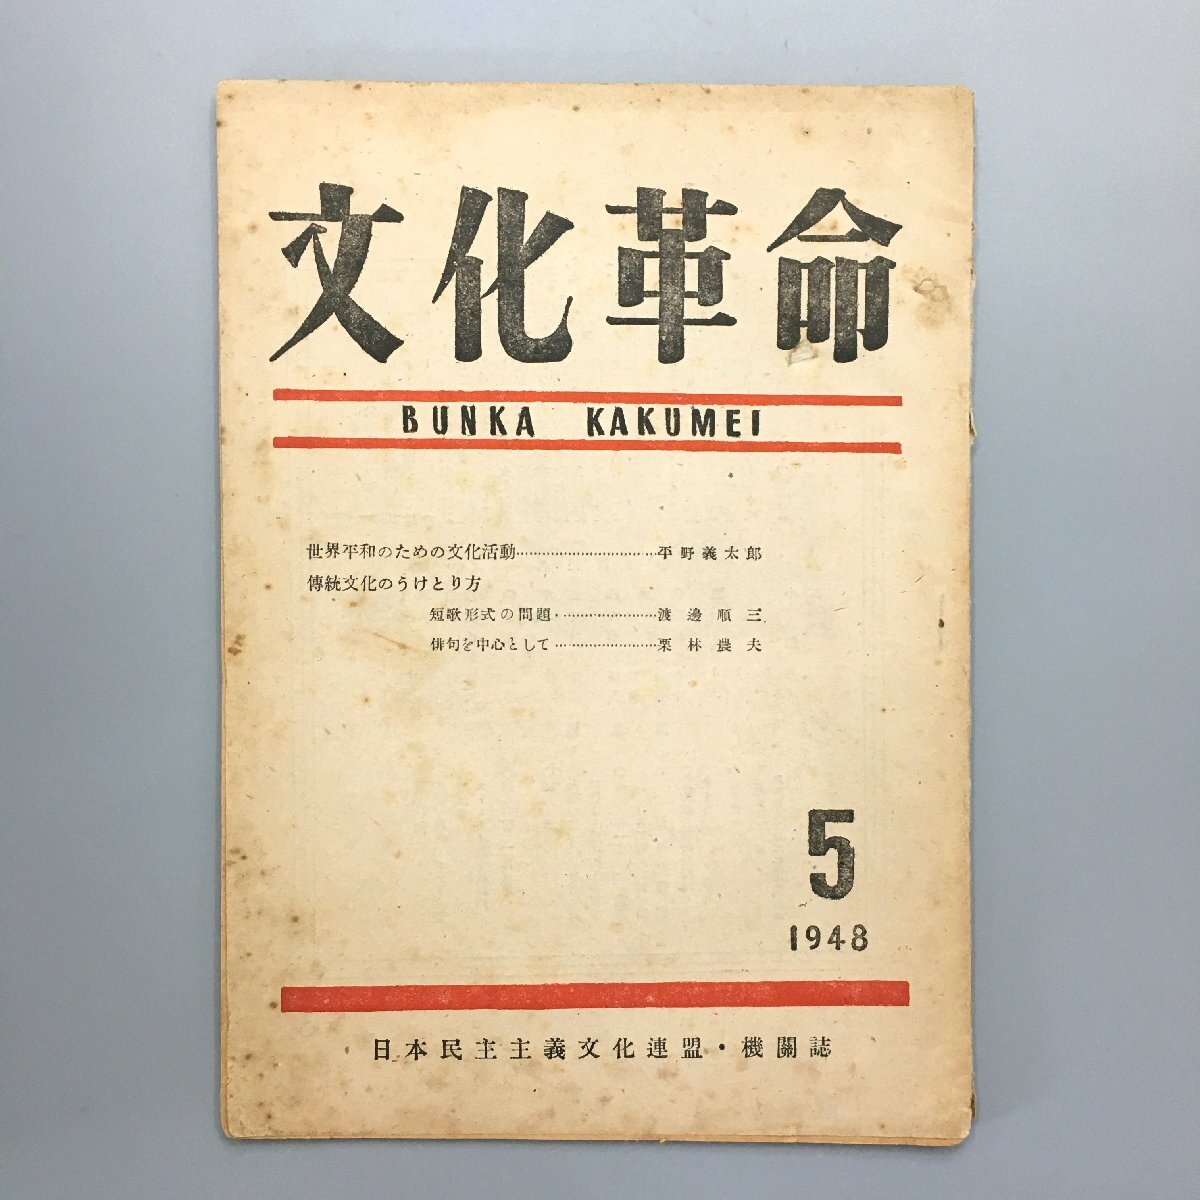 文化革命
BUNKA KAKUMEI
世界平和のための文化活動……………………………平野義太郎
傳統文化のうけとり方
短歌形式の問題……………………渡邊順三
俳句を中心として……………………栗林農夫
5
1948
日本民主主義文化連盟・機關誌